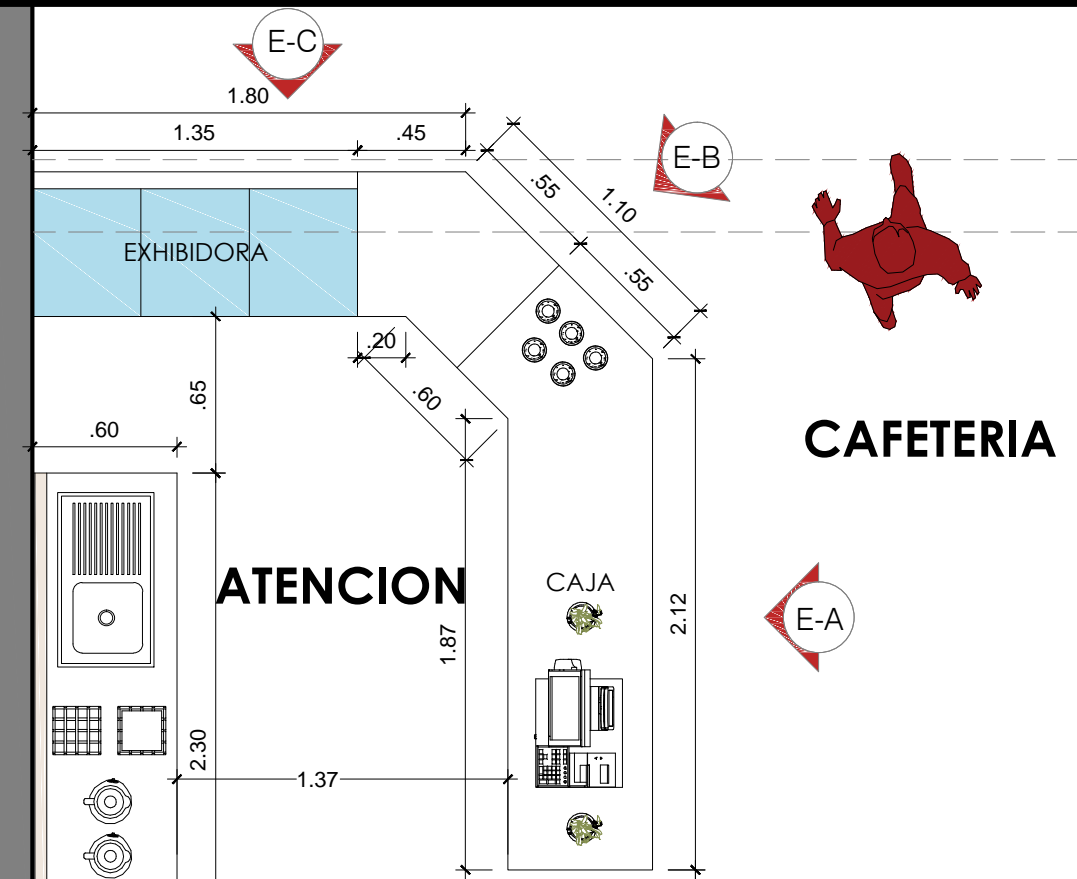 E-C
1.80
1.35
.45
E-B
.55
1.10
.55
EXHIBIDORA
.20
.60
.65
.60
CAFETERIA
ATENCION
CAJA
E-A
2.12
1.87
2.30
1.37